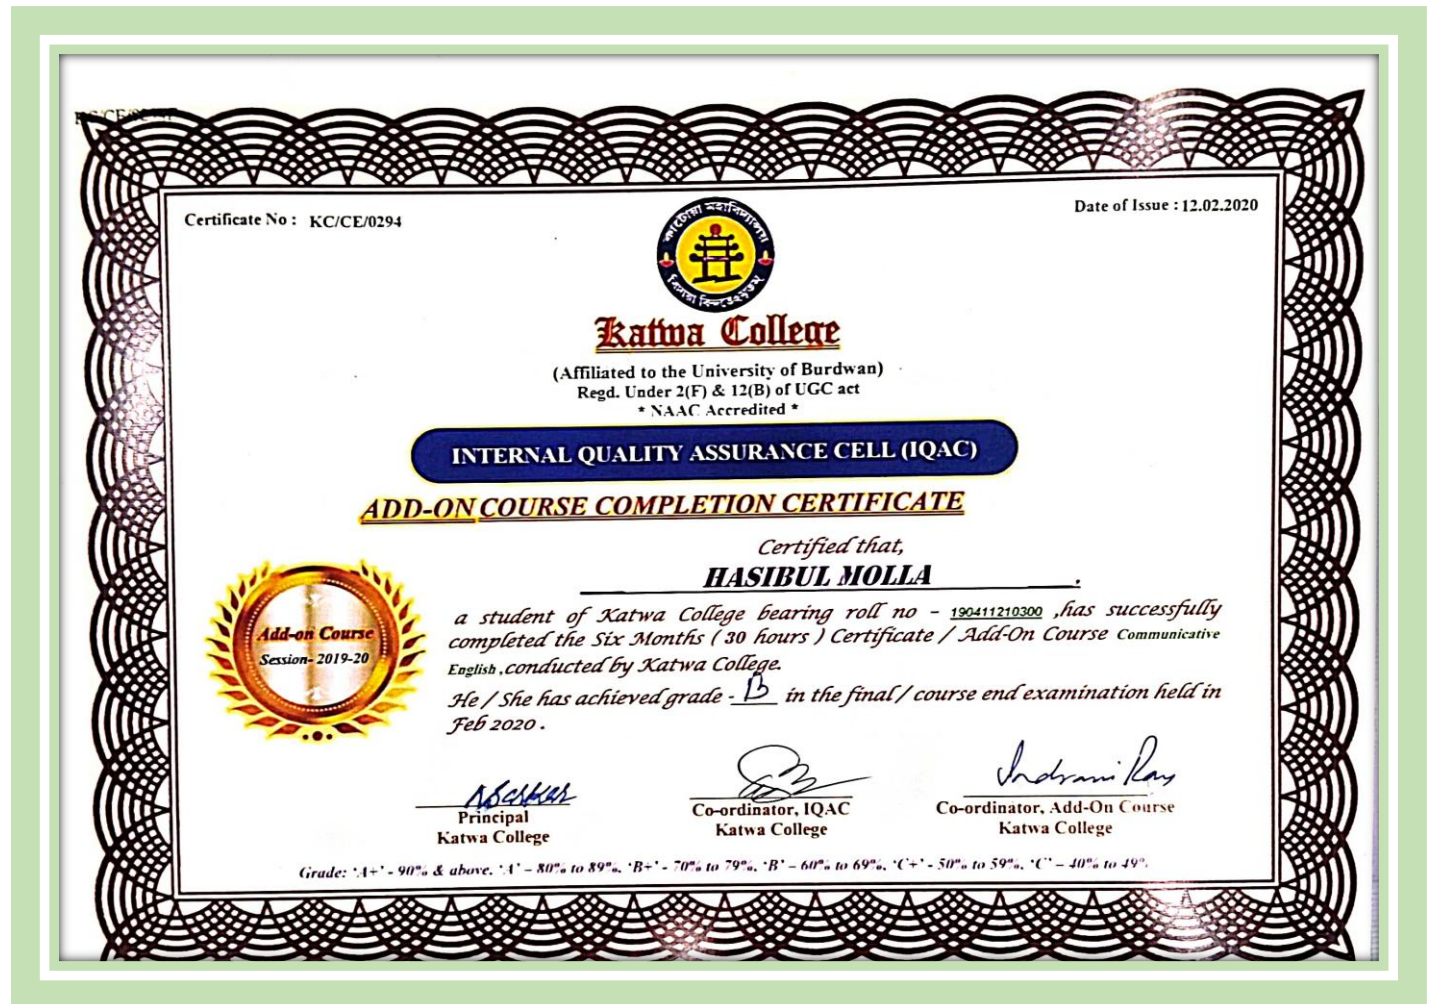 Certificate No : KC/CE/0294
Date of Issue : 12.02.2020
কাটোয়া মহাবিদ্যালয়
Katwa College
(Affiliated to the University of Burdwan)
Regd. Under 2(F) & 12(B) of UGC act
* NAAC Accredited *
INTERNAL QUALITY ASSURANCE CELL (IQAC)
ADD-ON COURSE COMPLETION CERTIFICATE
Certified that,
HASIBUL MOLLA .
a student of Katwa College bearing roll no - 190411210300 ,has successfully
completed the Six Months ( 30 hours ) Certificate / Add-On Course Communicative
English ,conducted by Katwa College.
He / She has achieved grade - B in the final / course end examination held in
Feb 2020 .
Add-on Course
Session- 2019-20
Indrani Ray
Principal
Katwa College
Co-ordinator, IQAC
Katwa College
Co-ordinator, Add-On Course
Katwa College
Grade: 'A+' - 90% & above, 'A' – 80% to 89%, 'B+' - 70% to 79%, 'B' – 60% to 69%, 'C+' - 50% to 59%, 'C' – 40% to 49%.